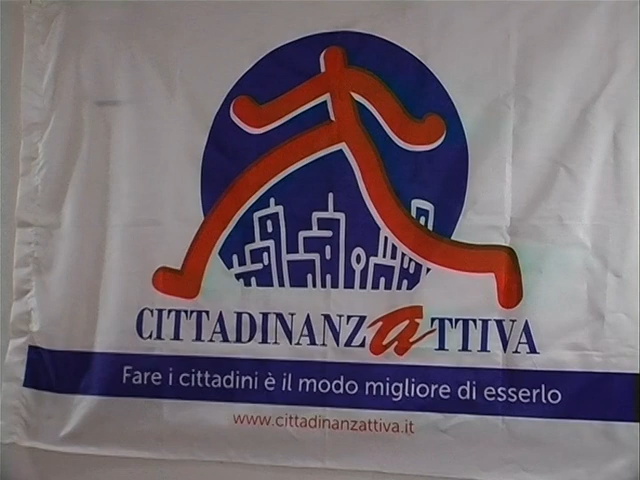 CITTADINANZaTTIVA
Fare i cittadini è il modo migliore di esserlo
www.cittadinanzattiva.it